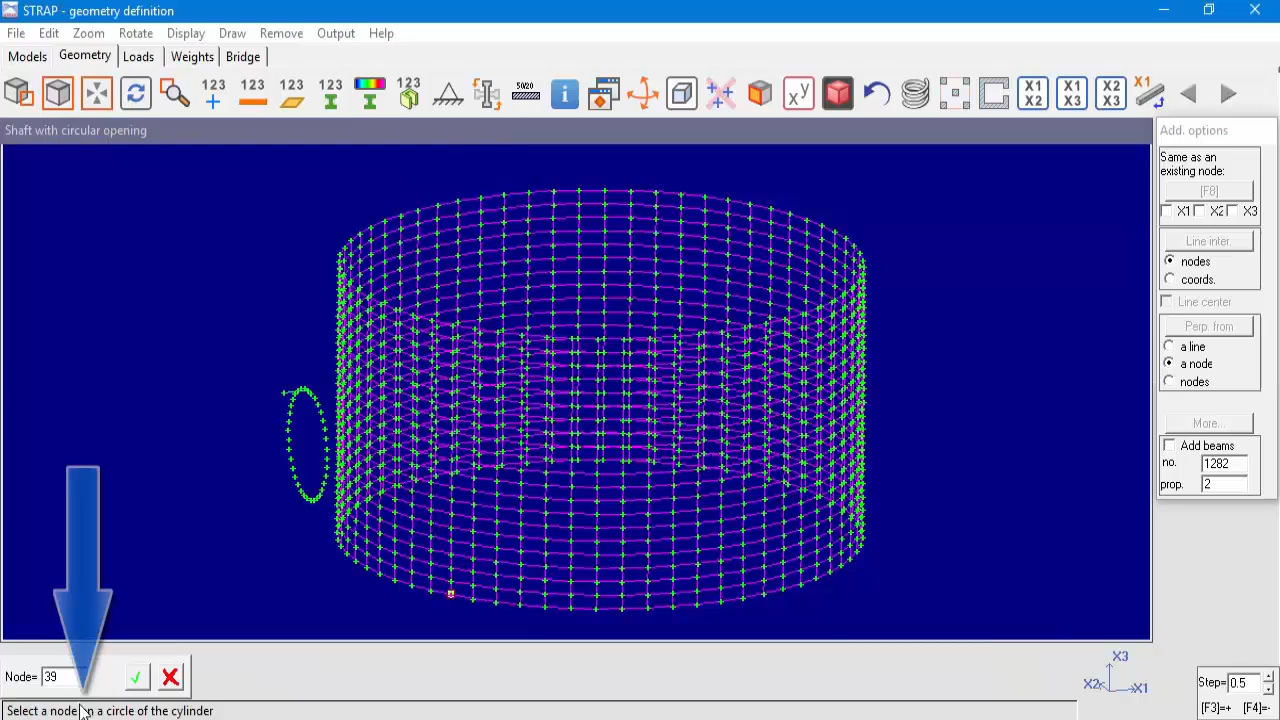 STRAP - geometry definition
File Edit Zoom Rotate Display Draw Remove Output Help
Models Geometry Loads Weights Bridge
123 123 123 123 123 50/20 i x y X1 X2 X1 X3 X2 X3 X1
Shaft with circular opening
Add. options
Same as an
existing node:
[F8]
X1 X2 X3
Line inter.
nodes
coords.
Line center
Perp. from
a line
a node
nodes
More...
Add beams
no. 1282
prop. 2
X3
X2 X1
Node= 39
Step= 0.5
[F3]=+ [F4]=-
Select a node a circle of the cylinder